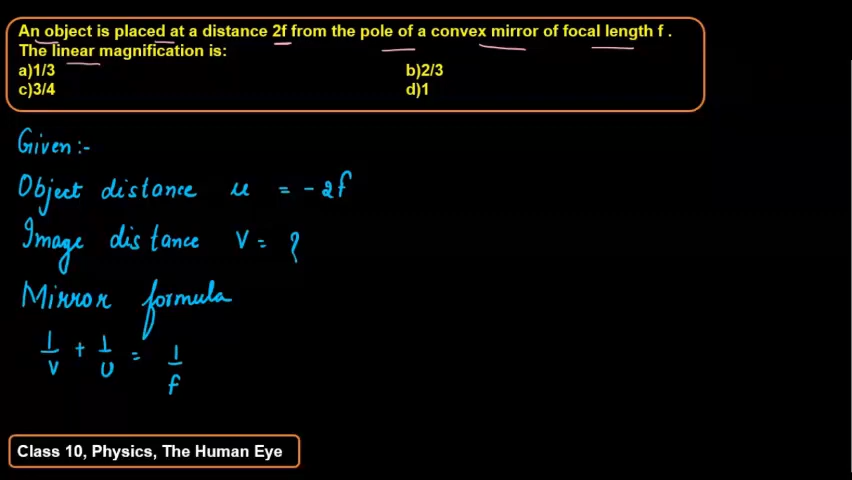 An object is placed at a distance 2f from the pole of a convex mirror of focal length f .
The linear magnification is:
a)1/3 b)2/3
c)3/4 d)1
Given:-
Object distance u = - 2f
Image distance v = ?
Mirror formula
1/v + 1/u = 1/f
Class 10, Physics, The Human Eye